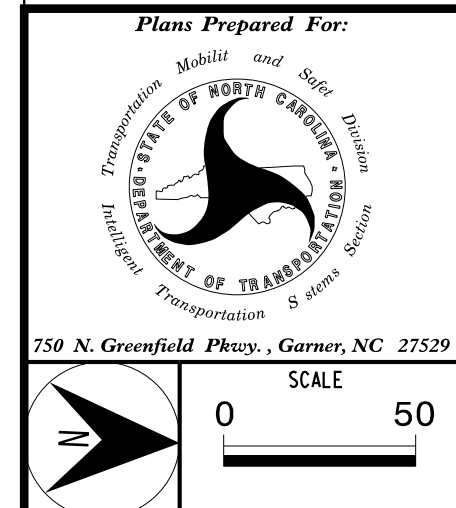 Plans Prepared For:
Transportation Mobilit and Safet Division
STATE OF NORTH CAROLINA
DEPARTMENT OF TRANSPORTATION
Intelligent Transportation S stems Section
750 N. Greenfield Pkwy. , Garner, NC 27529
N
SCALE
0 50